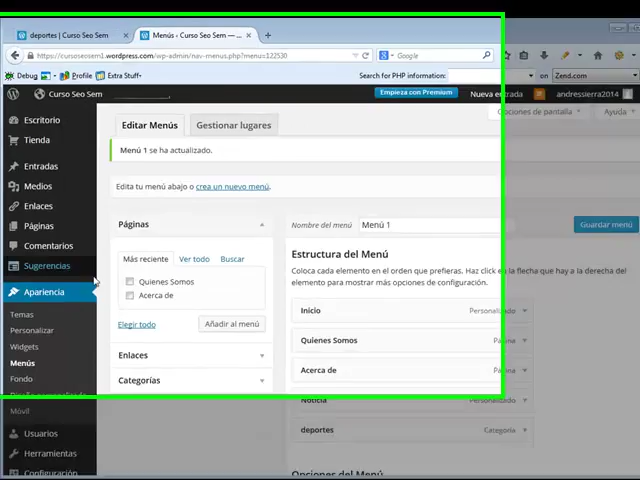 deportes | Curso Seo Sem × Menús ‹ Curso Seo Sem — ... × +
https://cursoseosem1.wordpress.com/wp-admin/nav-menus.php?menu=122530 Google
Debug Profile Extra Stuff Search for PHP information: on Zend.com
Curso Seo Sem Empieza con Premium Nueva entrada andressierra2014
Opciones de pantalla Ayuda
Escritorio
Tienda
Entradas
Medios
Enlaces
Páginas
Comentarios
Sugerencias
Apariencia
Temas
Personalizar
Widgets
Menús
Fondo
Móvil
Usuarios
Herramientas
Configuración
Editar Menús Gestionar lugares
Menú 1 se ha actualizado.
Edita tu menú abajo o crea un nuevo menú.
Páginas
Más reciente Ver todo Buscar
Quienes Somos
Acerca de
Elegir todo Añadir al menú
Enlaces
Categorías
Nombre del menú Menú 1 Guardar menú
Estructura del Menú
Coloca cada elemento en el orden que prefieras. Haz click en la flecha que hay a la derecha del
elemento para mostrar más opciones de configuración.
Inicio Personalizado
Quienes Somos Página
Acerca de Página
Noticia Personalizado
deportes Categoría
Opciones del Menú